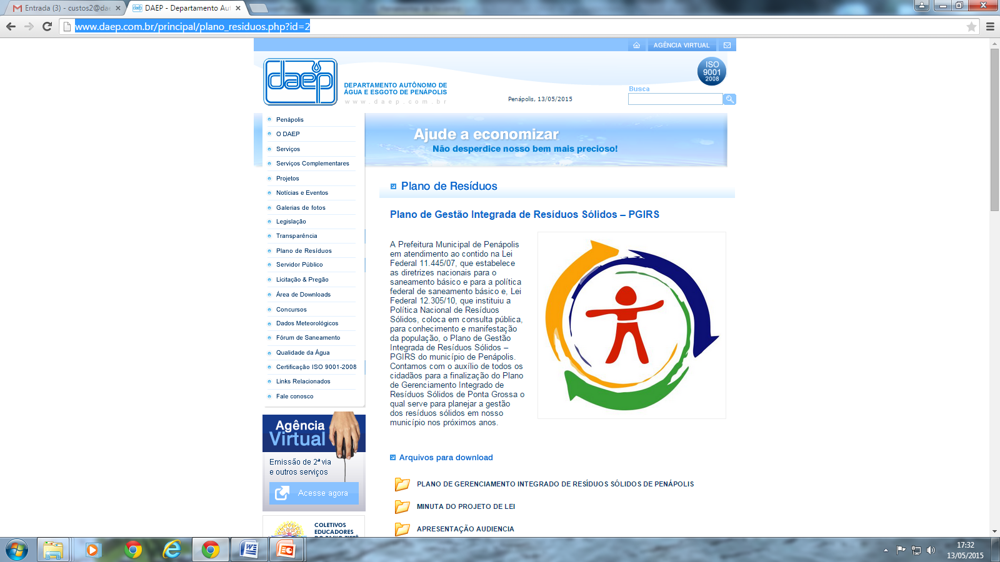 Entrada (3) - custos2@dae
DAEP - Departamento Aut
www.daep.com.br/principal/plano_residuos.php?id=2
AGÊNCIA VIRTUAL
daep
DEPARTAMENTO AUTÔNOMO DE
ÁGUA E ESGOTO DE PENÁPOLIS
www.daep.com.br
Penápolis, 13/05/2015
ISO
9001
2008
Busca
Penápolis
O DAEP
Serviços
Serviços Complementares
Projetos
Notícias e Eventos
Galerias de fotos
Legislação
Transparência
Plano de Resíduos
Servidor Público
Licitação & Pregão
Área de Downloads
Concursos
Dados Meteorológicos
Fórum de Saneamento
Qualidade da Água
Certificação ISO 9001-2008
Links Relacionados
Fale conosco
Agência
Virtual
Emissão de 2ª via
e outros serviços
Acesse agora
COLETIVOS
EDUCADORES
DO BAIXO TIETÊ
Ajude a economizar
Não desperdice nosso bem mais precioso!
Plano de Resíduos
Plano de Gestão Integrada de Resíduos Sólidos – PGIRS
A Prefeitura Municipal de Penápolis
em atendimento ao contido na Lei
Federal 11.445/07, que estabelece
as diretrizes nacionais para o
saneamento básico e para a política
federal de saneamento básico e, Lei
Federal 12.305/10, que instituiu a
Política Nacional de Resíduos
Sólidos, coloca em consulta pública,
para conhecimento e manifestação
da população, o Plano de Gestão
Integrada de Resíduos Sólidos –
PGIRS do município de Penápolis.
Contamos com o auxílio de todos os
cidadãos para a finalização do Plano
de Gerenciamento Integrado de
Resíduos Sólidos de Ponta Grossa o
qual serve para planejar a gestão
dos resíduos sólidos em nosso
município nos próximos anos.
Arquivos para download
PLANO DE GERENCIAMENTO INTEGRADO DE RESÍDUOS SÓLIDOS DE PENÁPOLIS
MINUTA DO PROJETO DE LEI
APRESENTAÇÃO AUDIENCIA
17:32
13/05/2015